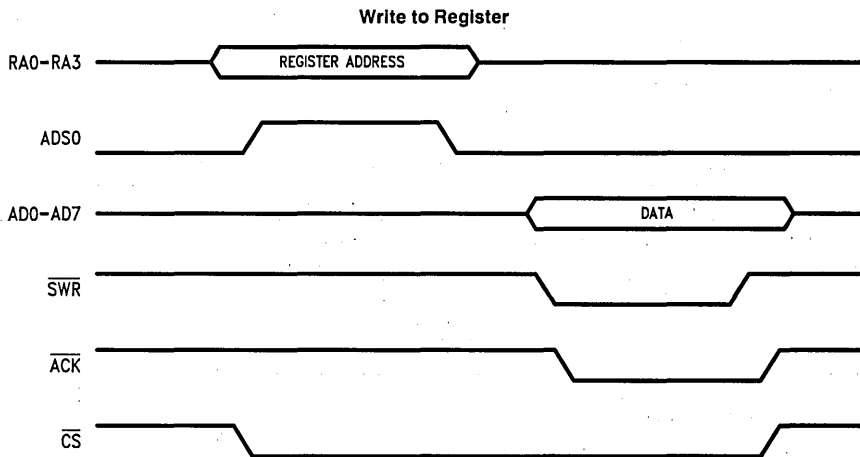 Write to Register
RA0-RA3 REGISTER ADDRESS
ADS0
AD0-AD7 DATA
SWR
ACK
CS